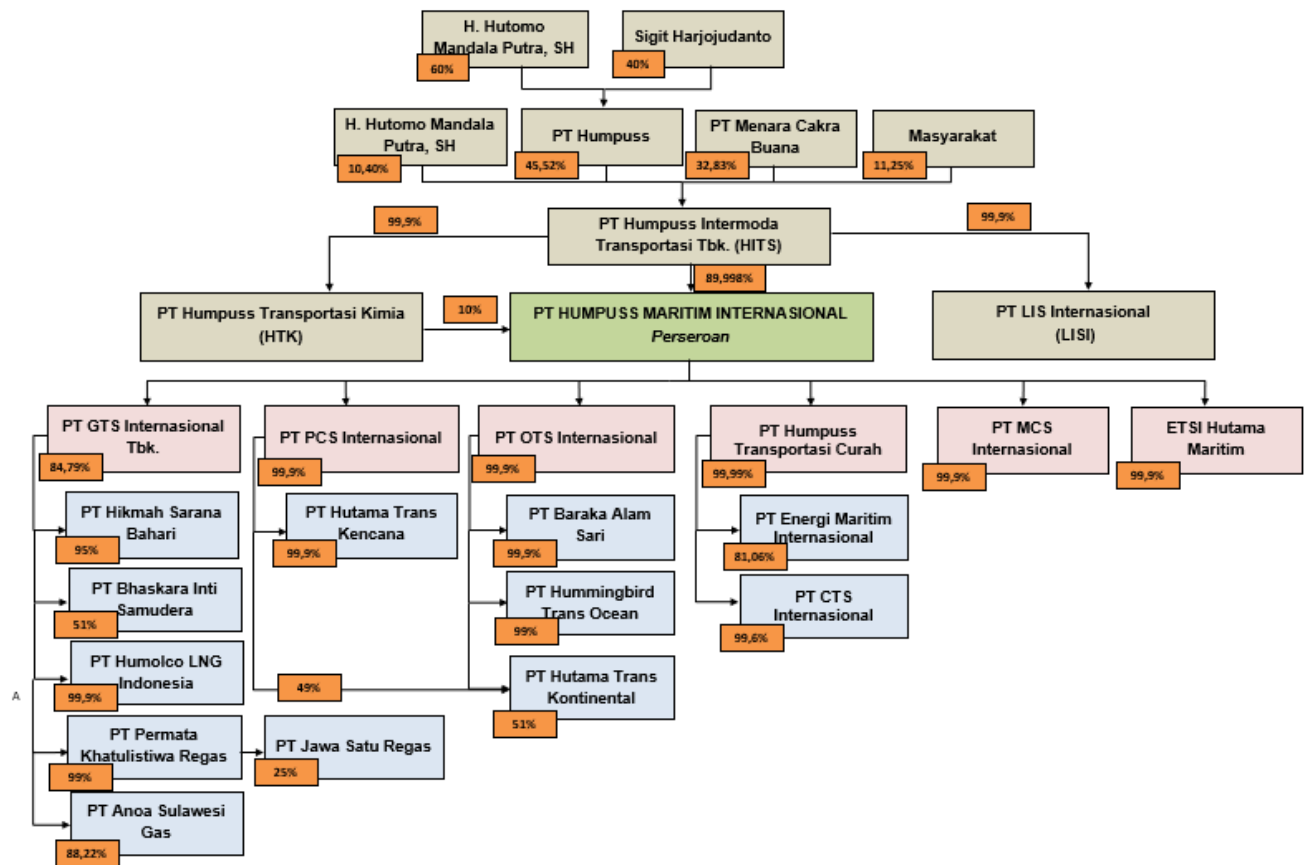 H. Hutomo
Mandala Putra, SH
60%
Sigit Harjojudanto
40%
H. Hutomo Mandala
Putra, SH
10,40%
PT Humpuss
45,52%
PT Menara Cakra
Buana
32,83%
Masyarakat
11,25%
99,9%
PT Humpuss Intermoda
Transportasi Tbk. (HITS)
99,9%
89,998%
PT Humpuss Transportasi Kimia
(HTK)
10%
PT HUMPUSS MARITIM INTERNASIONAL
Perseroan
PT LIS Internasional
(LISI)
PT GTS Internasional
Tbk.
84,79%
PT PCS Internasional
99,9%
PT OTS Internasional
99,9%
PT Humpuss
Transportasi Curah
99,99%
PT MCS
Internasional
99,9%
ETSI Hutama
Maritim
99,9%
PT Hikmah Sarana
Bahari
95%
PT Hutama Trans
Kencana
99,9%
PT Baraka Alam
Sari
99,9%
PT Energi Maritim
Internasional
81,06%
PT Bhaskara Inti
Samudera
51%
PT Hummingbird
Trans Ocean
99%
PT CTS
Internasional
99,6%
A
PT Humolco LNG
Indonesia
99,9%
49%
PT Hutama Trans
Kontinental
51%
PT Permata
Khatulistiwa Regas
99%
PT Jawa Satu Regas
25%
PT Anoa Sulawesi
Gas
88,22%